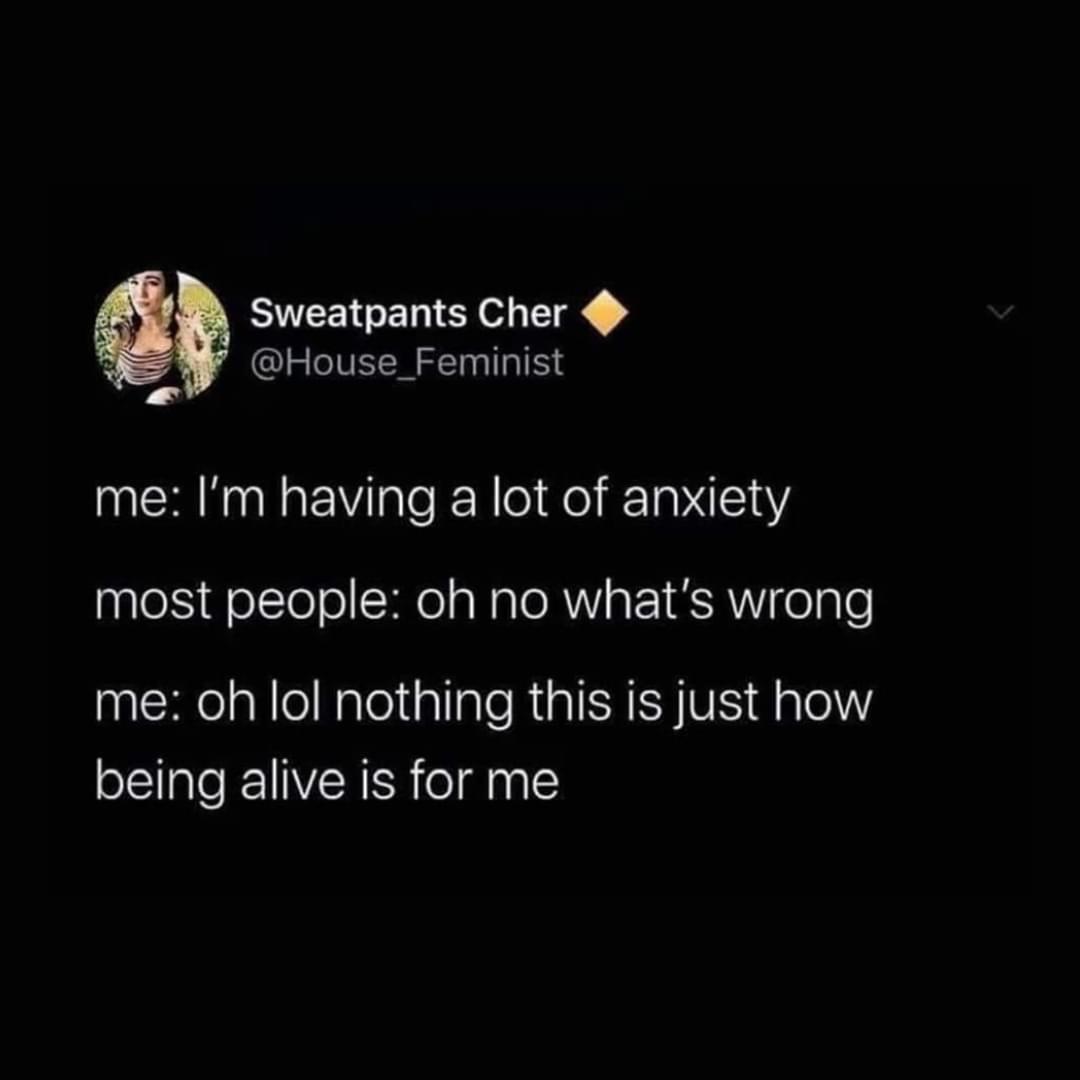 Sweatpants Cher 🔶
@House_Feminist
me: I'm having a lot of anxiety
most people: oh no what's wrong
me: oh lol nothing this is just how
being alive is for me